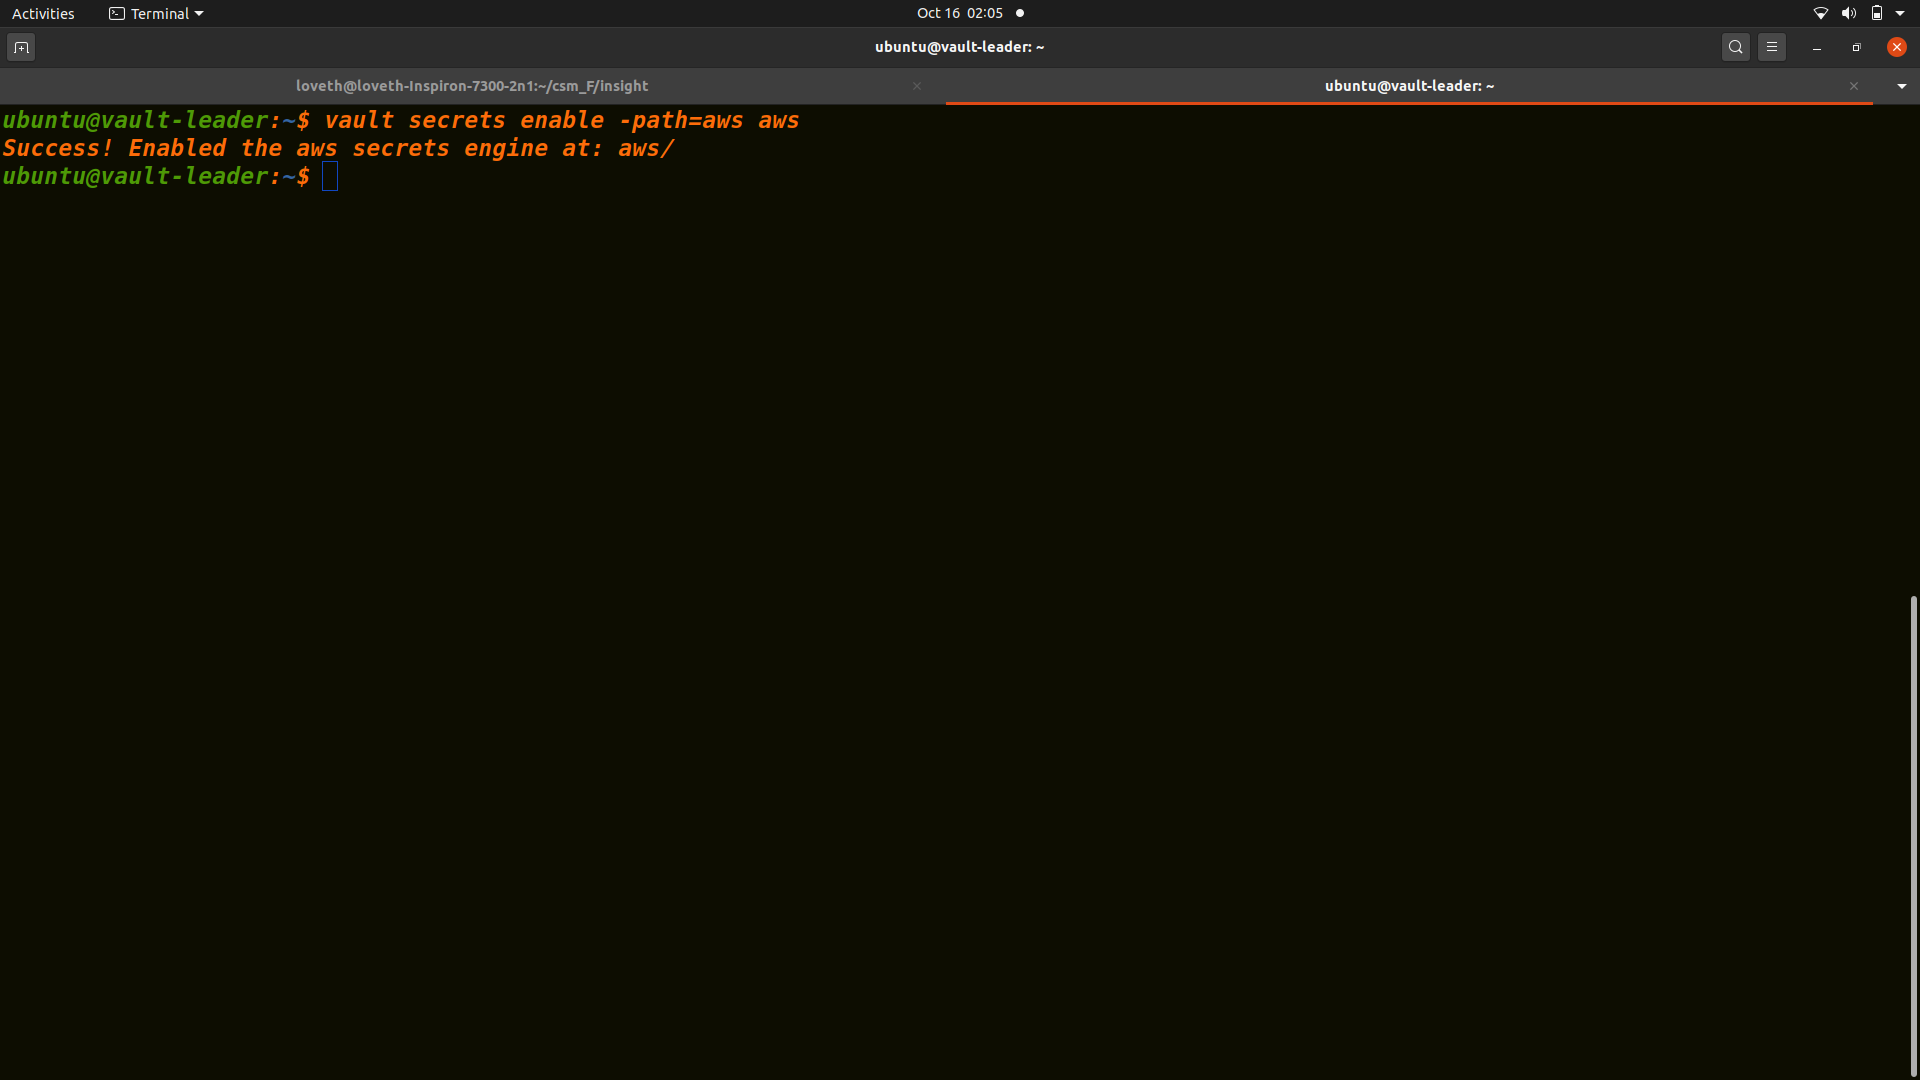 Activities Terminal Oct 16 02:05
ubuntu@vault-leader: ~
loveth@loveth-Inspiron-7300-2n1:~/csm_F/insight ubuntu@vault-leader: ~
ubuntu@vault-leader:~$ vault secrets enable -path=aws aws
Success! Enabled the aws secrets engine at: aws/
ubuntu@vault-leader:~$